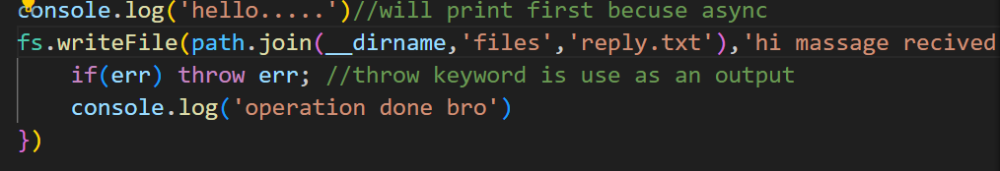 console.log('hello.....')//will print first becuse async
fs.writeFile(path.join(__dirname,'files','reply.txt'),'hi massage recived
if(err) throw err; //throw keyword is use as an output
console.log('operation done bro')
})